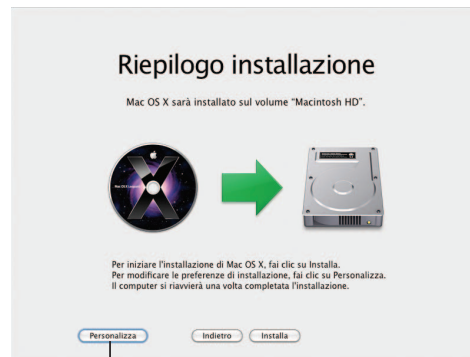 Riepilogo installazione
Mac OS X sarà installato sul volume “Macintosh HD”.
Per iniziare l'installazione di Mac OS X, fai clic su Installa.
Per modificare le preferenze di installazione, fai clic su Personalizza.
Il computer si riavvierà una volta completata l'installazione.
Personalizza Indietro Installa